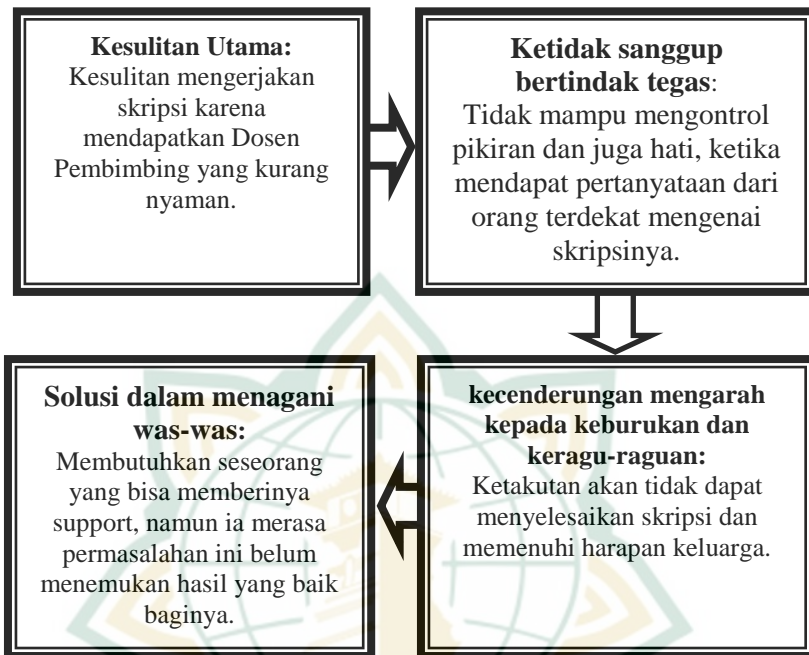 Kesulitan Utama:
Kesulitan mengerjakan
skripsi karena
mendapatkan Dosen
Pembimbing yang kurang
nyaman.
Ketidak sanggup
bertindak tegas:
Tidak mampu mengontrol
pikiran dan juga hati, ketika
mendapat pertanyataan dari
orang terdekat mengenai
skripsinya.
kecenderungan mengarah
kepada keburukan dan
keragu-raguan:
Ketakutan akan tidak dapat
menyelesaikan skripsi dan
memenuhi harapan keluarga.
Solusi dalam menagani
was-was:
Membutuhkan seseorang
yang bisa memberinya
support, namun ia merasa
permasalahan ini belum
menemukan hasil yang baik
baginya.